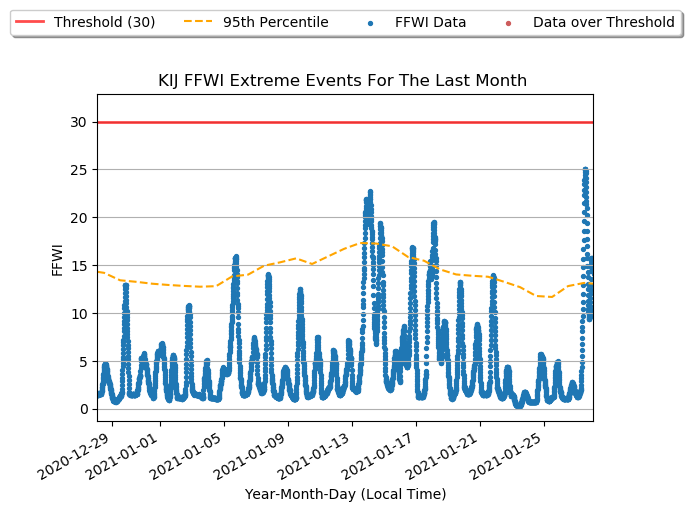 Threshold (30) 95th Percentile FFWI Data Data over Threshold
KIJ FFWI Extreme Events For The Last Month
30
25
20
15
10
5
0
FFWI
2020-12-29 2021-01-01 2021-01-05 2021-01-09 2021-01-13 2021-01-17 2021-01-21 2021-01-25
Year-Month-Day (Local Time)